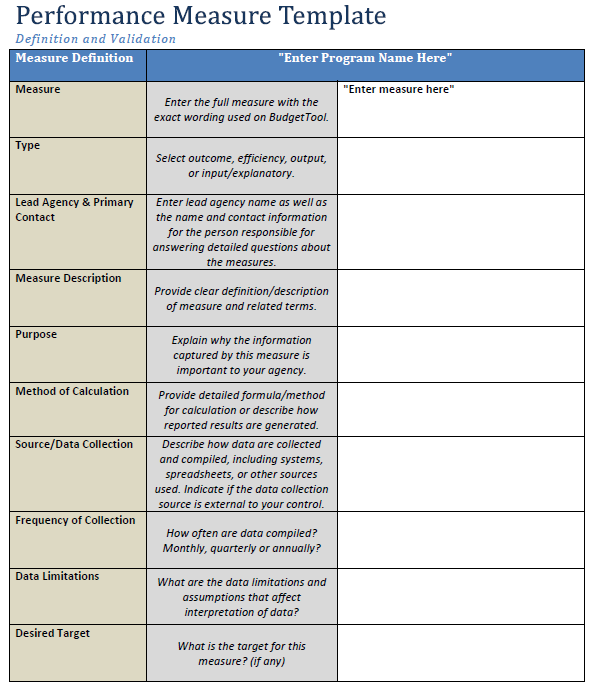 Performance Measure Template
Definition and Validation
Measure Definition
"Enter Program Name Here"
Measure
Enter the full measure with the
exact wording used on BudgetTool.
"Enter measure here"
Type
Select outcome, efficiency, output,
or input/explanatory.
Lead Agency & Primary
Contact
Enter lead agency name as well as
the name and contact information
for the person responsible for
answering detailed questions about
the measures.
Measure Description
Provide clear definition/description
of measure and related terms.
Purpose
Explain why the information
captured by this measure is
important to your agency.
Method of Calculation
Provide detailed formula/method
for calculation or describe how
reported results are generated.
Source/Data Collection
Describe how data are collected
and compiled, including systems,
spreadsheets, or other sources
used. Indicate if the data collection
source is external to your control.
Frequency of Collection
How often are data compiled?
Monthly, quarterly or annually?
Data Limitations
What are the data limitations and
assumptions that affect
interpretation of data?
Desired Target
What is the target for this
measure? (if any)